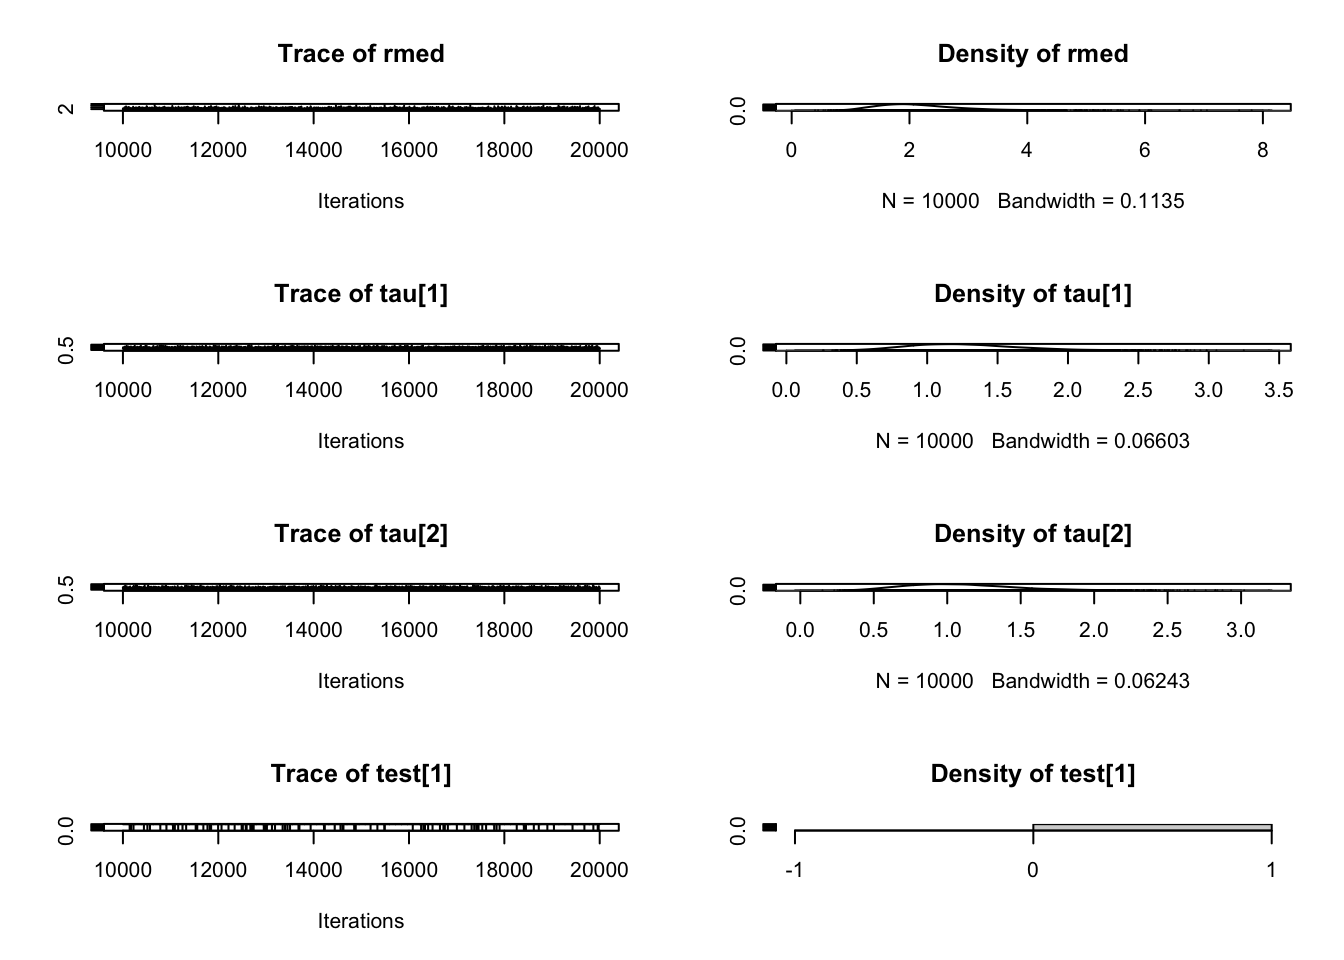 Trace of rmed
2
10000 12000 14000 16000 18000 20000
Iterations
Density of rmed
0.0
0 2 4 6 8
N = 10000 Bandwidth = 0.1135
Trace of tau[1]
0.5
10000 12000 14000 16000 18000 20000
Iterations
Density of tau[1]
0.0
0.0 0.5 1.0 1.5 2.0 2.5 3.0 3.5
N = 10000 Bandwidth = 0.06603
Trace of tau[2]
0.5
10000 12000 14000 16000 18000 20000
Iterations
Density of tau[2]
0.0
0.0 0.5 1.0 1.5 2.0 2.5 3.0
N = 10000 Bandwidth = 0.06243
Trace of test[1]
0.0
10000 12000 14000 16000 18000 20000
Iterations
Density of test[1]
0.0
-1 0 1